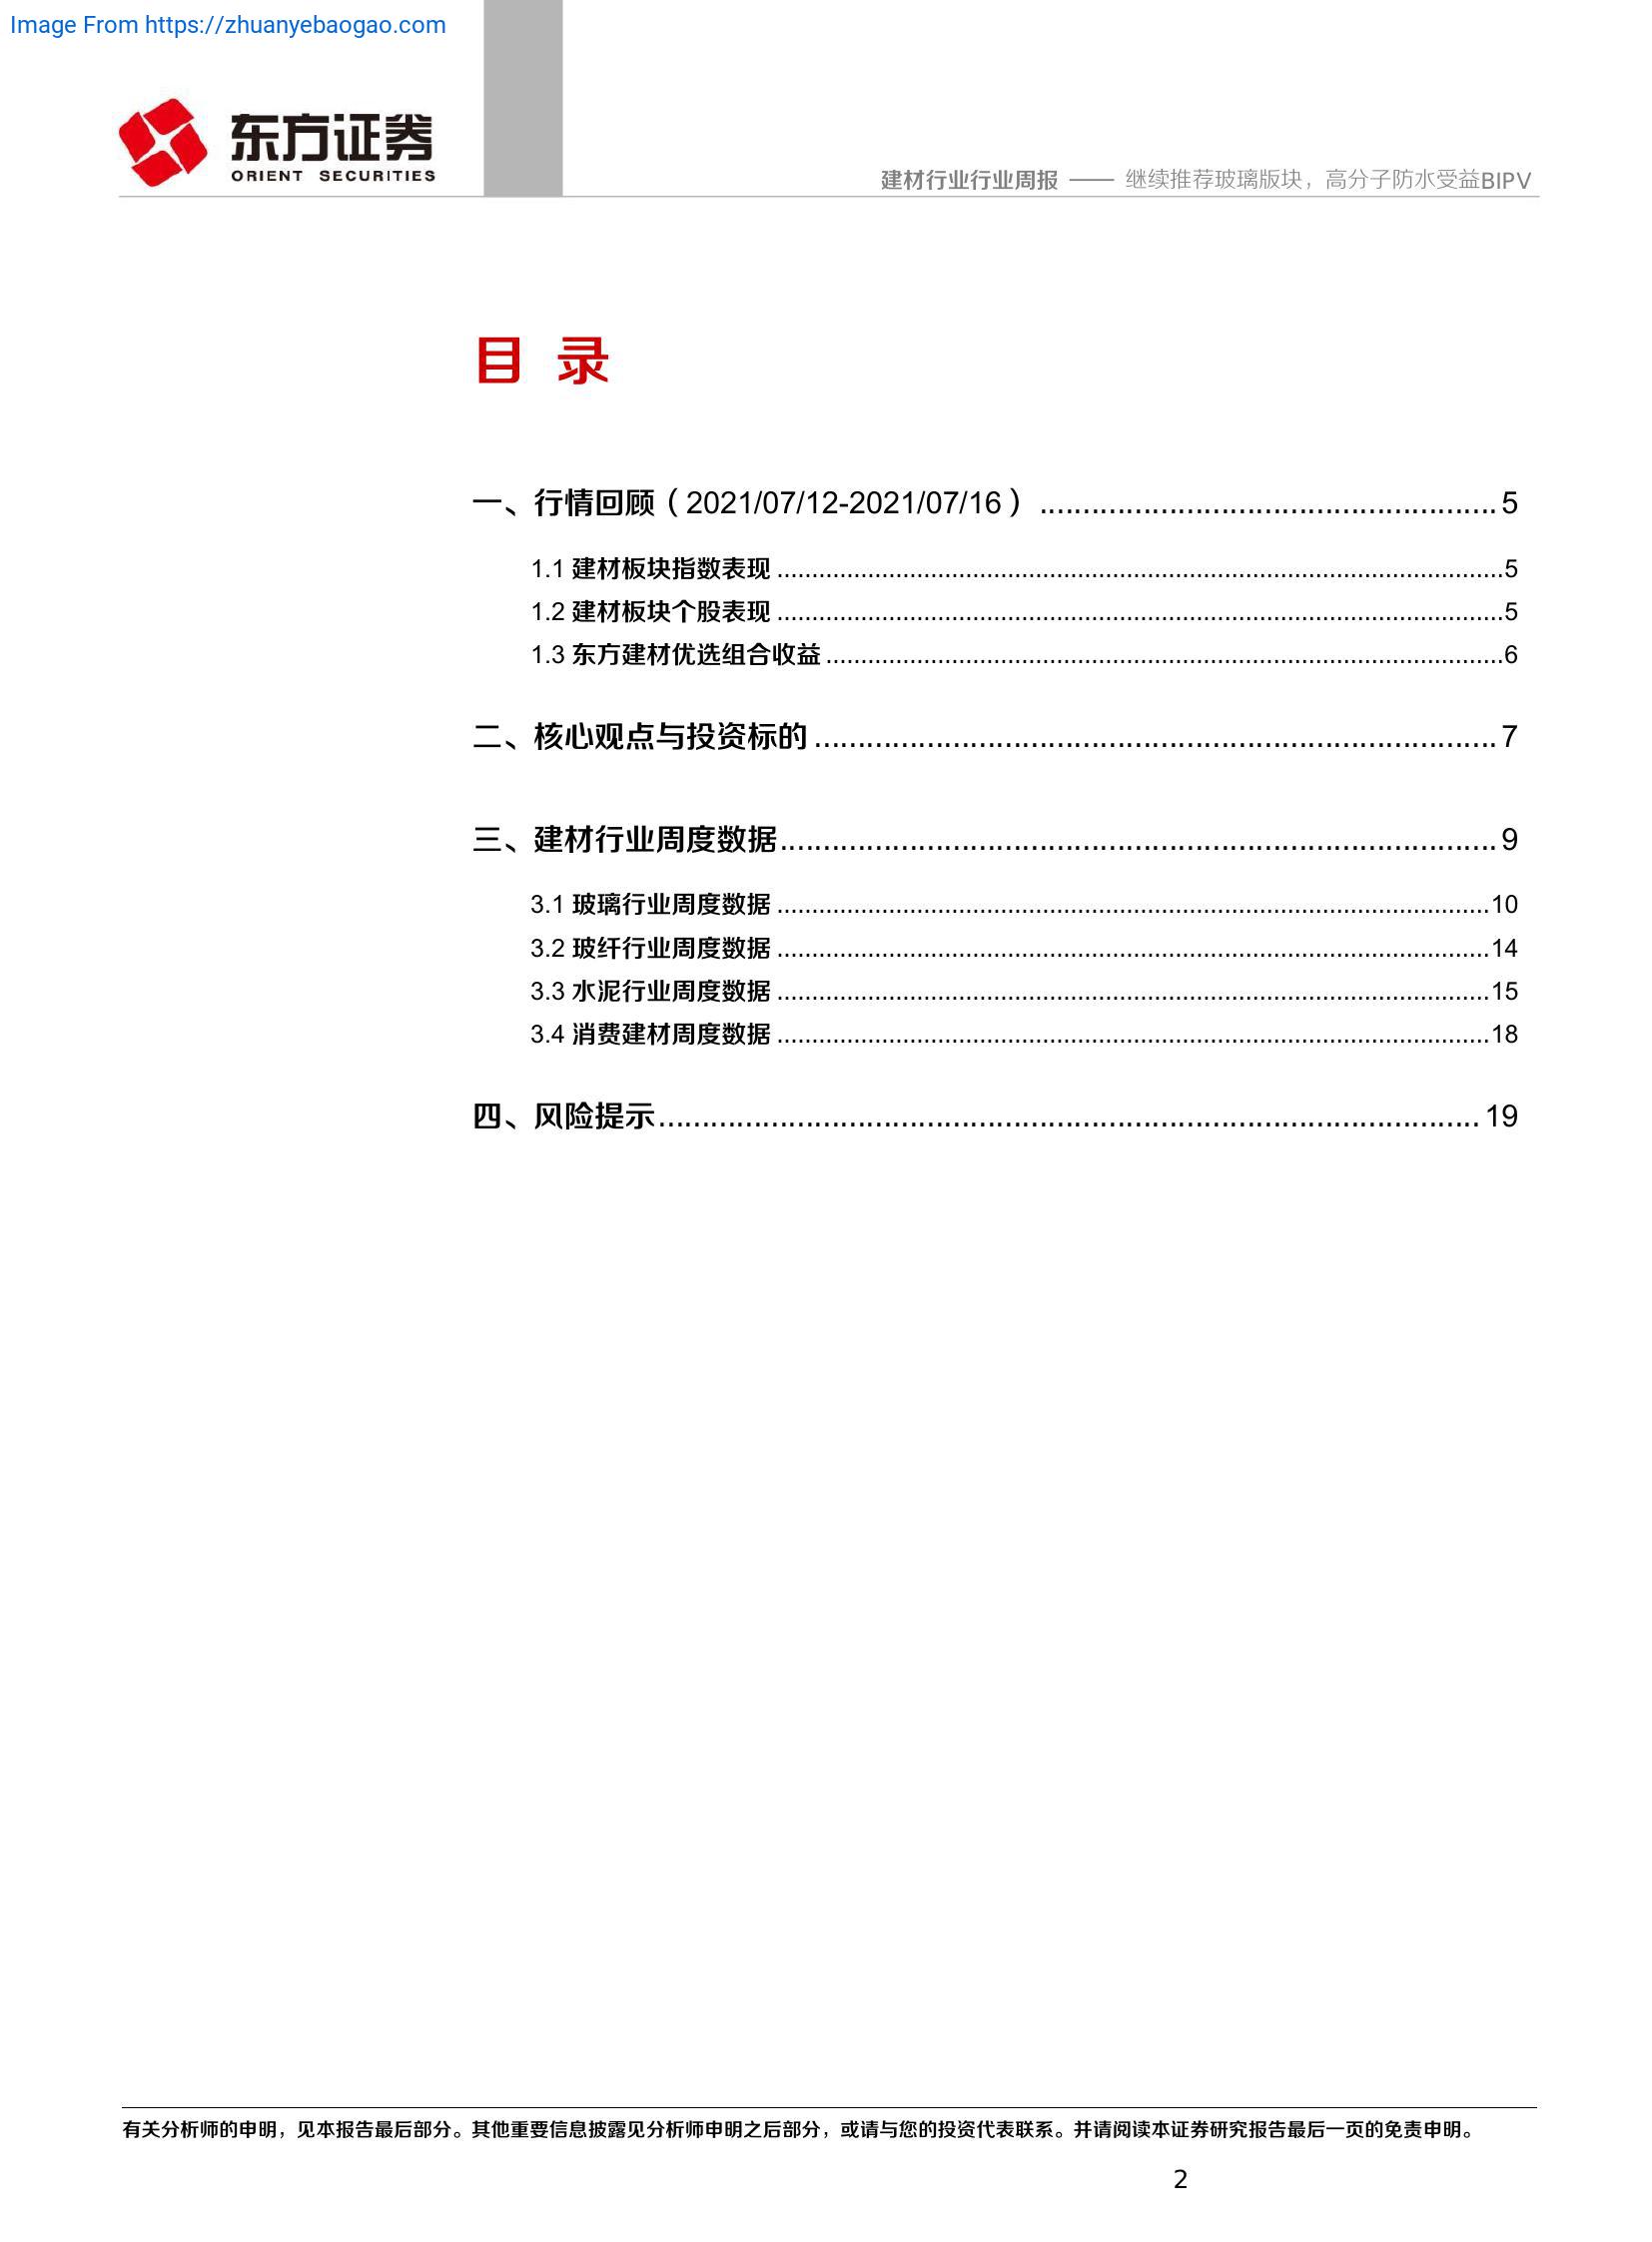 Image From https://zhuanyebaogao.com
东方证券
ORIENT SECURITIES
建材行业行业周报 —— 继续推荐玻璃版块，高分子防水受益BIPV
目 录
一、行情回顾（2021/07/12-2021/07/16）................................................... 5
1.1 建材板块指数表现 ........................................................................................................5
1.2 建材板块个股表现 ........................................................................................................5
1.3 东方建材优选组合收益 .................................................................................................6
二、核心观点与投资标的 .............................................................................. 7
三、建材行业周度数据.................................................................................. 9
3.1 玻璃行业周度数据 ......................................................................................................10
3.2 玻纤行业周度数据 ......................................................................................................14
3.3 水泥行业周度数据 ......................................................................................................15
3.4 消费建材周度数据 ......................................................................................................18
四、风险提示.............................................................................................. 19
有关分析师的申明，见本报告最后部分。其他重要信息披露见分析师申明之后部分，或请与您的投资代表联系。并请阅读本证券研究报告最后一页的免责申明。
2